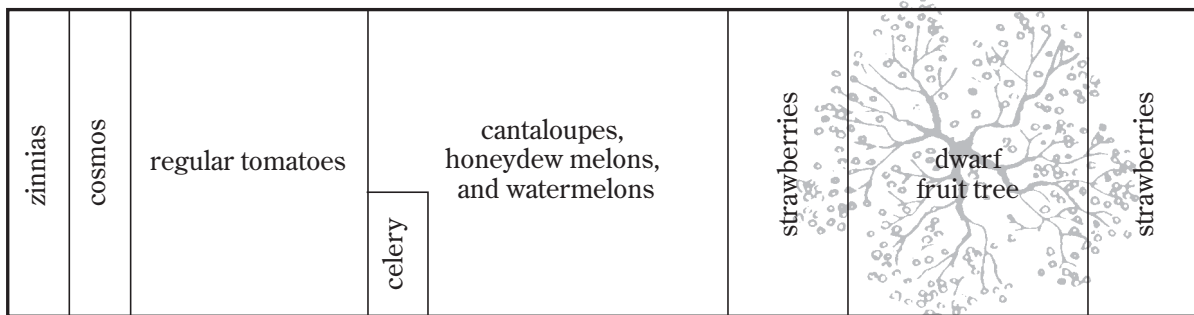 zinnias
cosmos
regular tomatoes
celery
cantaloupes,
honeydew melons,
and watermelons
strawberries
dwarf
fruit tree
strawberries